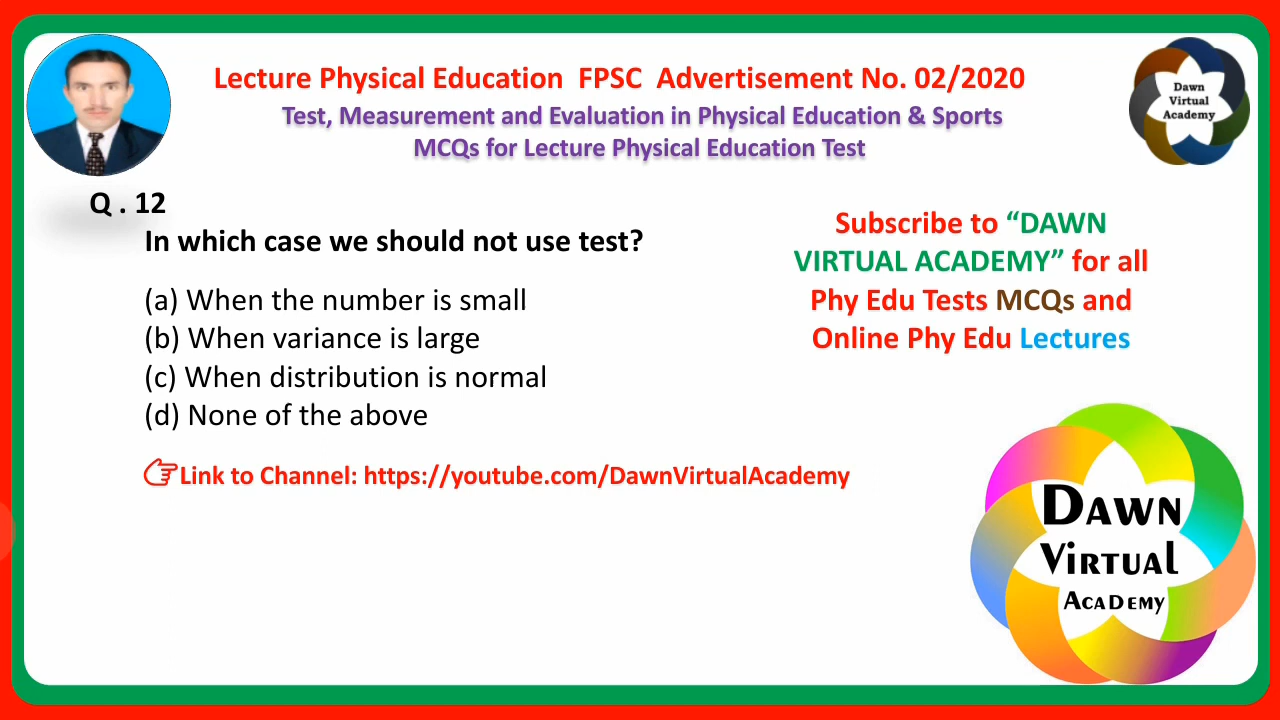 Lecture Physical Education FPSC Advertisement No. 02/2020
Test, Measurement and Evaluation in Physical Education & Sports
MCQs for Lecture Physical Education Test
Dawn
Virtual
Academy
Q . 12
In which case we should not use test?
(a) When the number is small
(b) When variance is large
(c) When distribution is normal
(d) None of the above
Subscribe to “DAWN
VIRTUAL ACADEMY” for all
Phy Edu Tests MCQs and
Online Phy Edu Lectures
Link to Channel: https://youtube.com/DawnVirtualAcademy
DAWN
VIRTUAL
ACADEMY